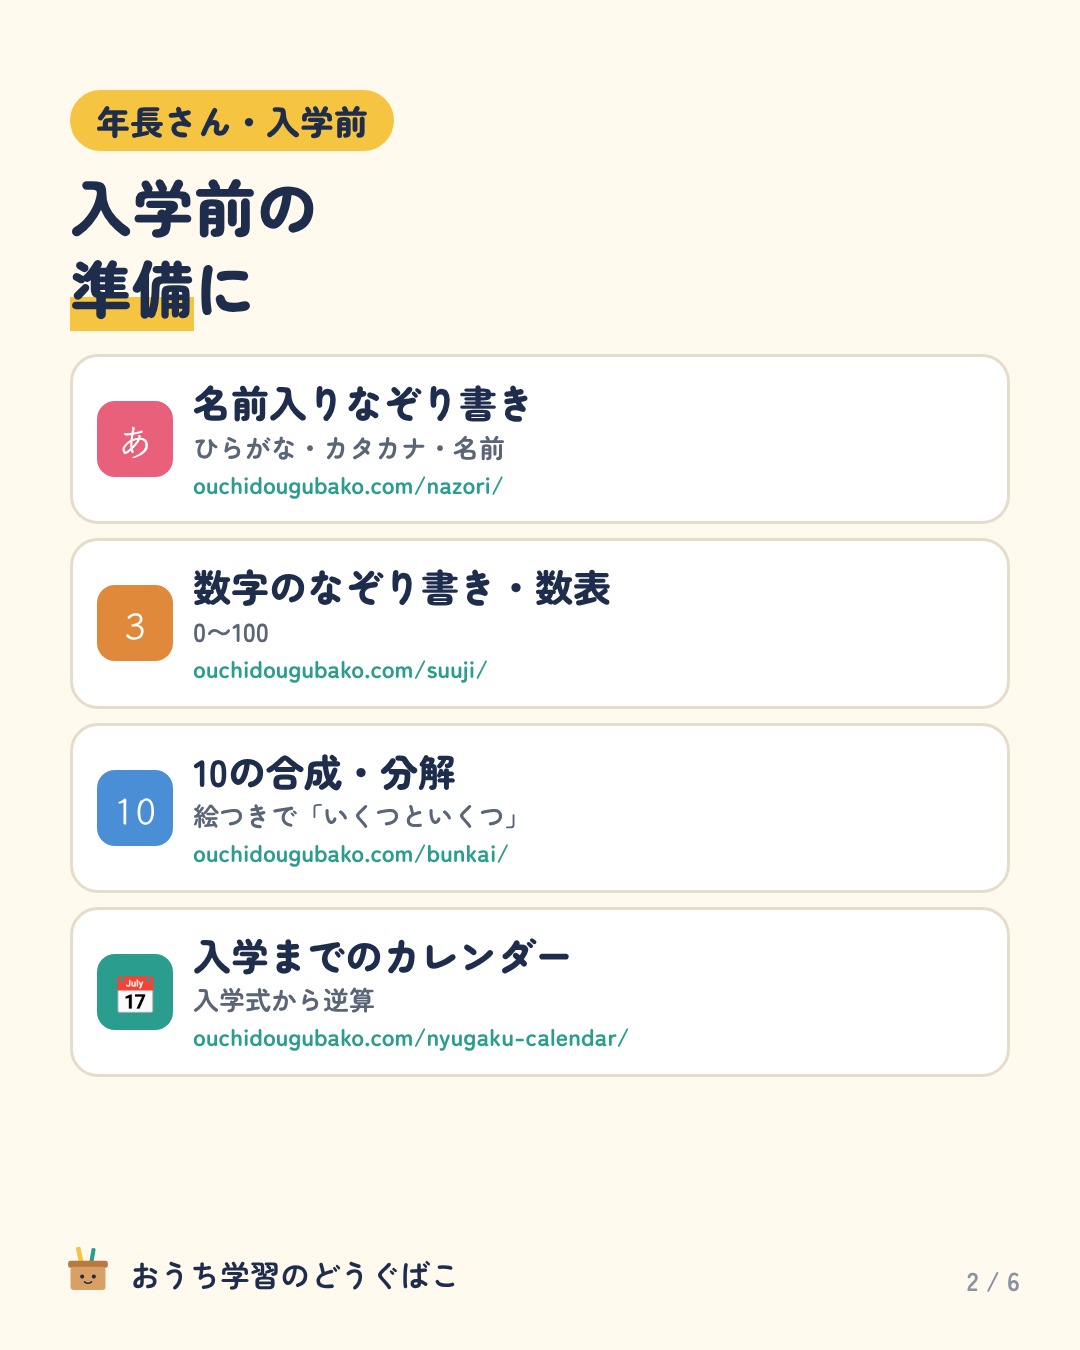 年長さん・入学前
入学前の
準備に
あ
名前入りなぞり書き
ひらがな・カタカナ・名前
ouchidougubako.com/nazori/
3
数字のなぞり書き・数表
0〜100
ouchidougubako.com/suuji/
10
10の合成・分解
絵つきで「いくつといくつ」
ouchidougubako.com/bunkai/
July
17
入学までのカレンダー
入学式から逆算
ouchidougubako.com/nyugaku-calendar/
おうち学習のどうぐばこ
2 / 6